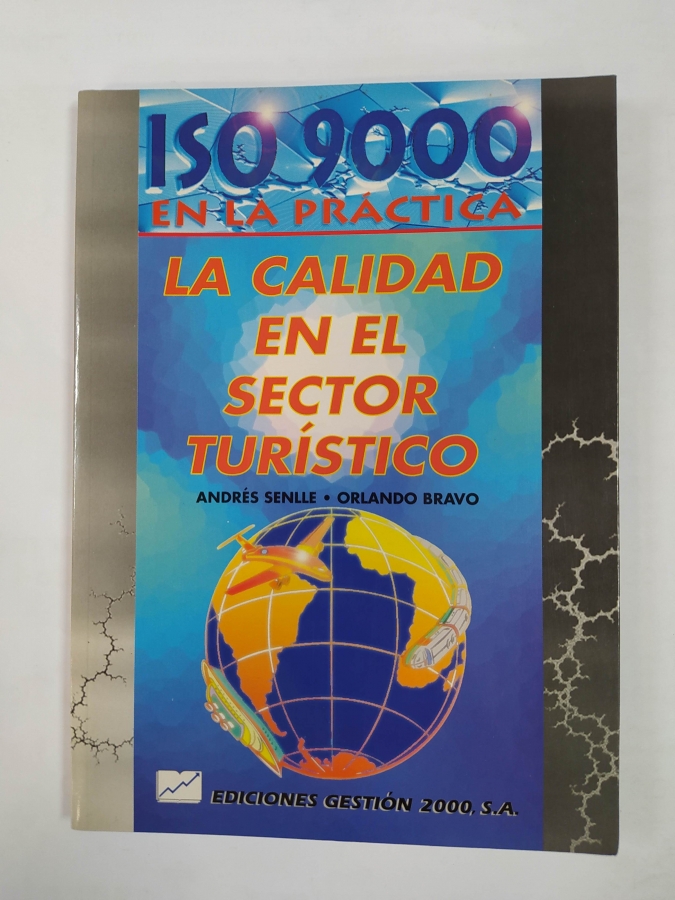 ISO 9000
EN LA PRÁCTICA
LA CALIDAD
EN EL
SECTOR
TURÍSTICO
ANDRÉS SENLLE • ORLANDO BRAVO
EDICIONES GESTIÓN 2000, S.A.